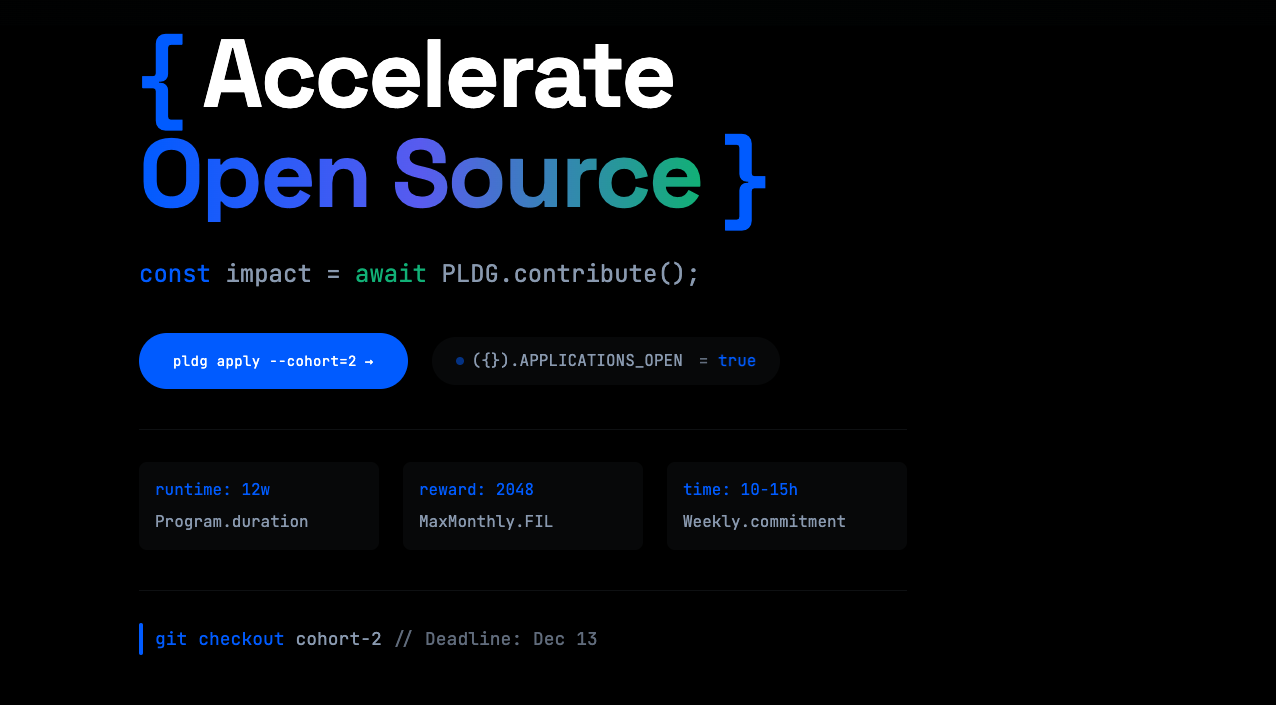 { Accelerate
Open Source }
const impact = await PLDG.contribute();
pldg apply --cohort=2 →
({}).APPLICATIONS_OPEN = true
runtime: 12w
Program.duration
reward: 2048
MaxMonthly.FIL
time: 10-15h
Weekly.commitment
git checkout cohort-2 // Deadline: Dec 13